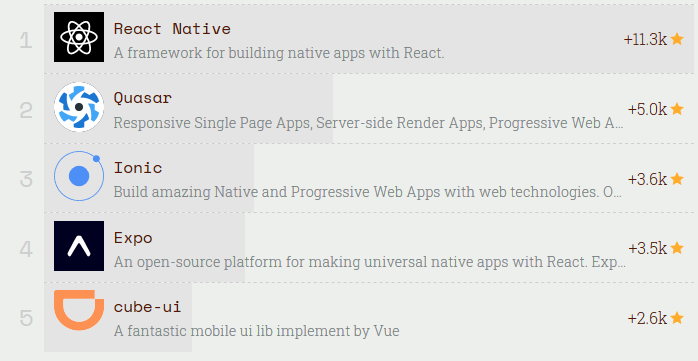 1
React Native
A framework for building native apps with React.
+11.3k
2
Quasar
Responsive Single Page Apps, Server-side Render Apps, Progressive Web A...
+5.0k
3
Ionic
Build amazing Native and Progressive Web Apps with web technologies. O...
+3.6k
4
Expo
An open-source platform for making universal native apps with React. Exp...
+3.5k
5
cube-ui
A fantastic mobile ui lib implement by Vue
+2.6k